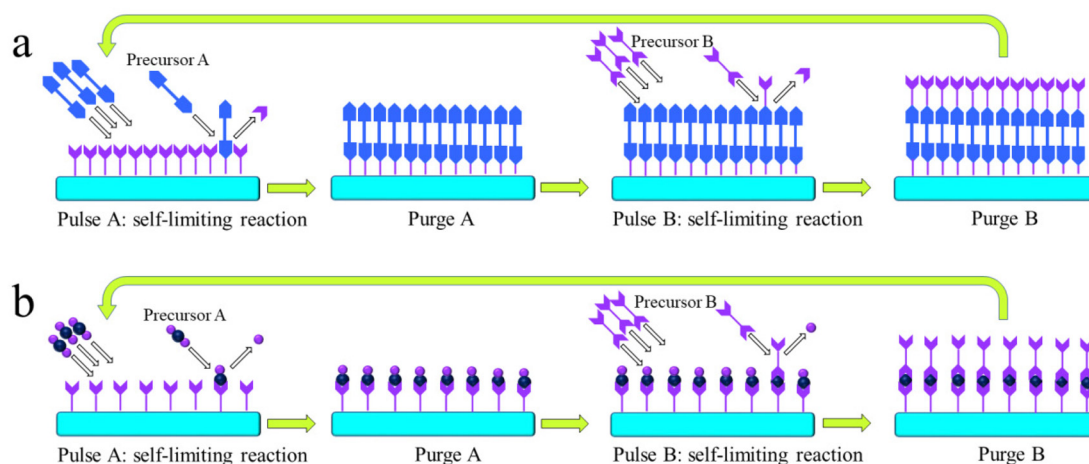 a
Precursor A
Precursor B
Pulse A: self-limiting reaction
Purge A
Pulse B: self-limiting reaction
Purge B
b
Precursor A
Precursor B
Pulse A: self-limiting reaction
Purge A
Pulse B: self-limiting reaction
Purge B